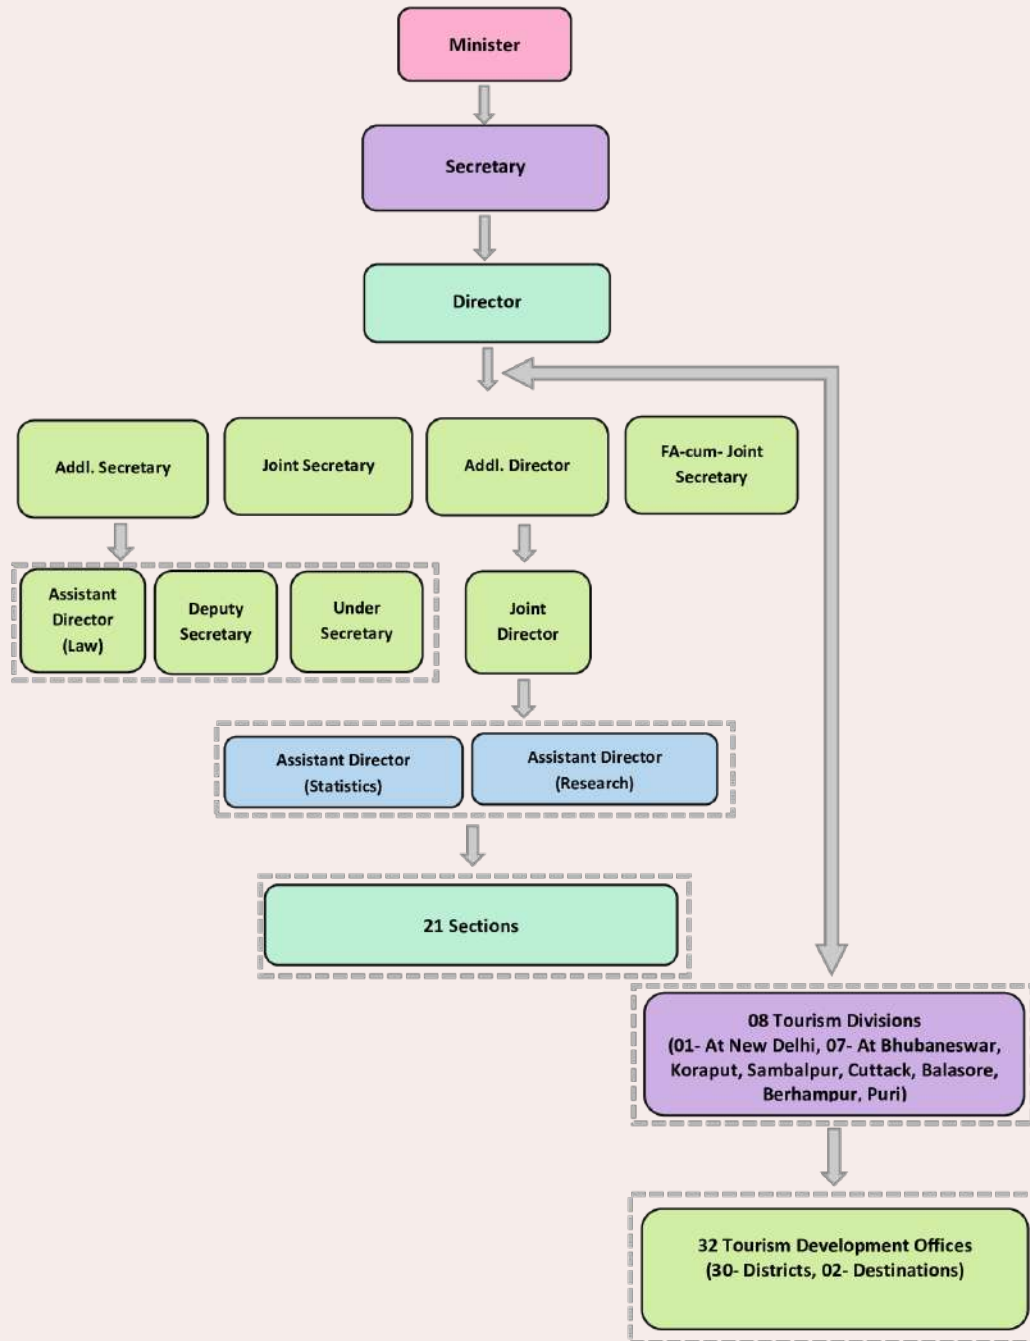 Minister
Secretary
Director
Addl. Secretary
Joint Secretary
Addl. Director
FA-cum- Joint
Secretary
Assistant
Director
(Law)
Deputy
Secretary
Under
Secretary
Joint
Director
Assistant Director
(Statistics)
Assistant Director
(Research)
21 Sections
08 Tourism Divisions
(01- At New Delhi, 07- At Bhubaneswar,
Koraput, Sambalpur, Cuttack, Balasore,
Berhampur, Puri)
32 Tourism Development Offices
(30- Districts, 02- Destinations)